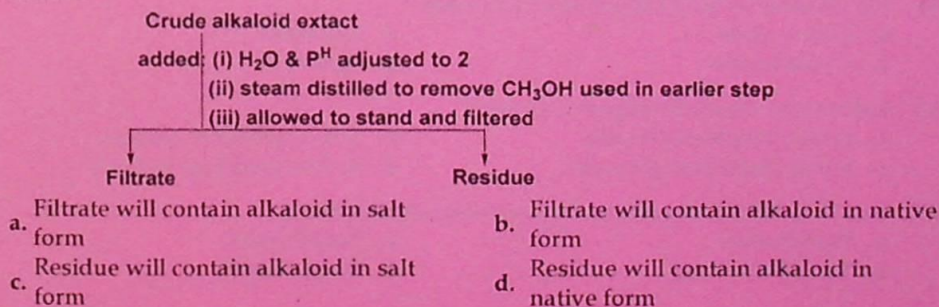 Crude alkaloid extact
added: (i) H₂O & Pᴴ adjusted to 2
(ii) steam distilled to remove CH₃OH used in earlier step
(iii) allowed to stand and filtered
Filtrate Residue
a. Filtrate will contain alkaloid in salt
form
b. Filtrate will contain alkaloid in native
form
c. Residue will contain alkaloid in salt
form
d. Residue will contain alkaloid in
native form